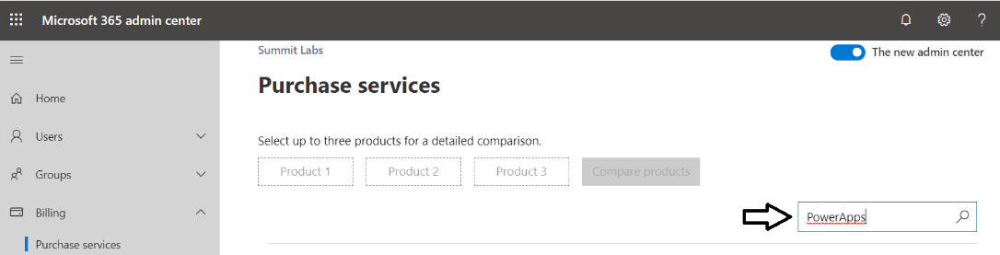 Microsoft 365 admin center
?
Summit Labs
The new admin center
Purchase services
Home
Users
Select up to three products for a detailed comparison.
Product 1
Product 2
Product 3
Compare products
Groups
Billing
PowerApps
Purchase services